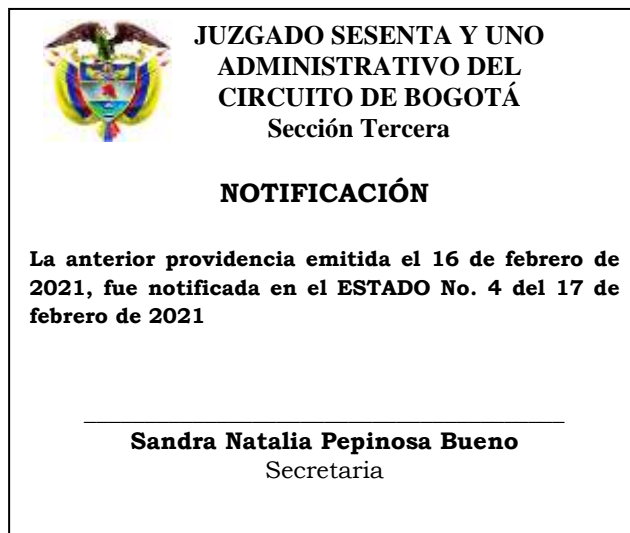 JUZGADO SESENTA Y UNO
ADMINISTRATIVO DEL
CIRCUITO DE BOGOTÁ
Sección Tercera
NOTIFICACIÓN
La anterior providencia emitida el 16 de febrero de
2021, fue notificada en el ESTADO No. 4 del 17 de
febrero de 2021
Sandra Natalia Pepinosa Bueno
Secretaria